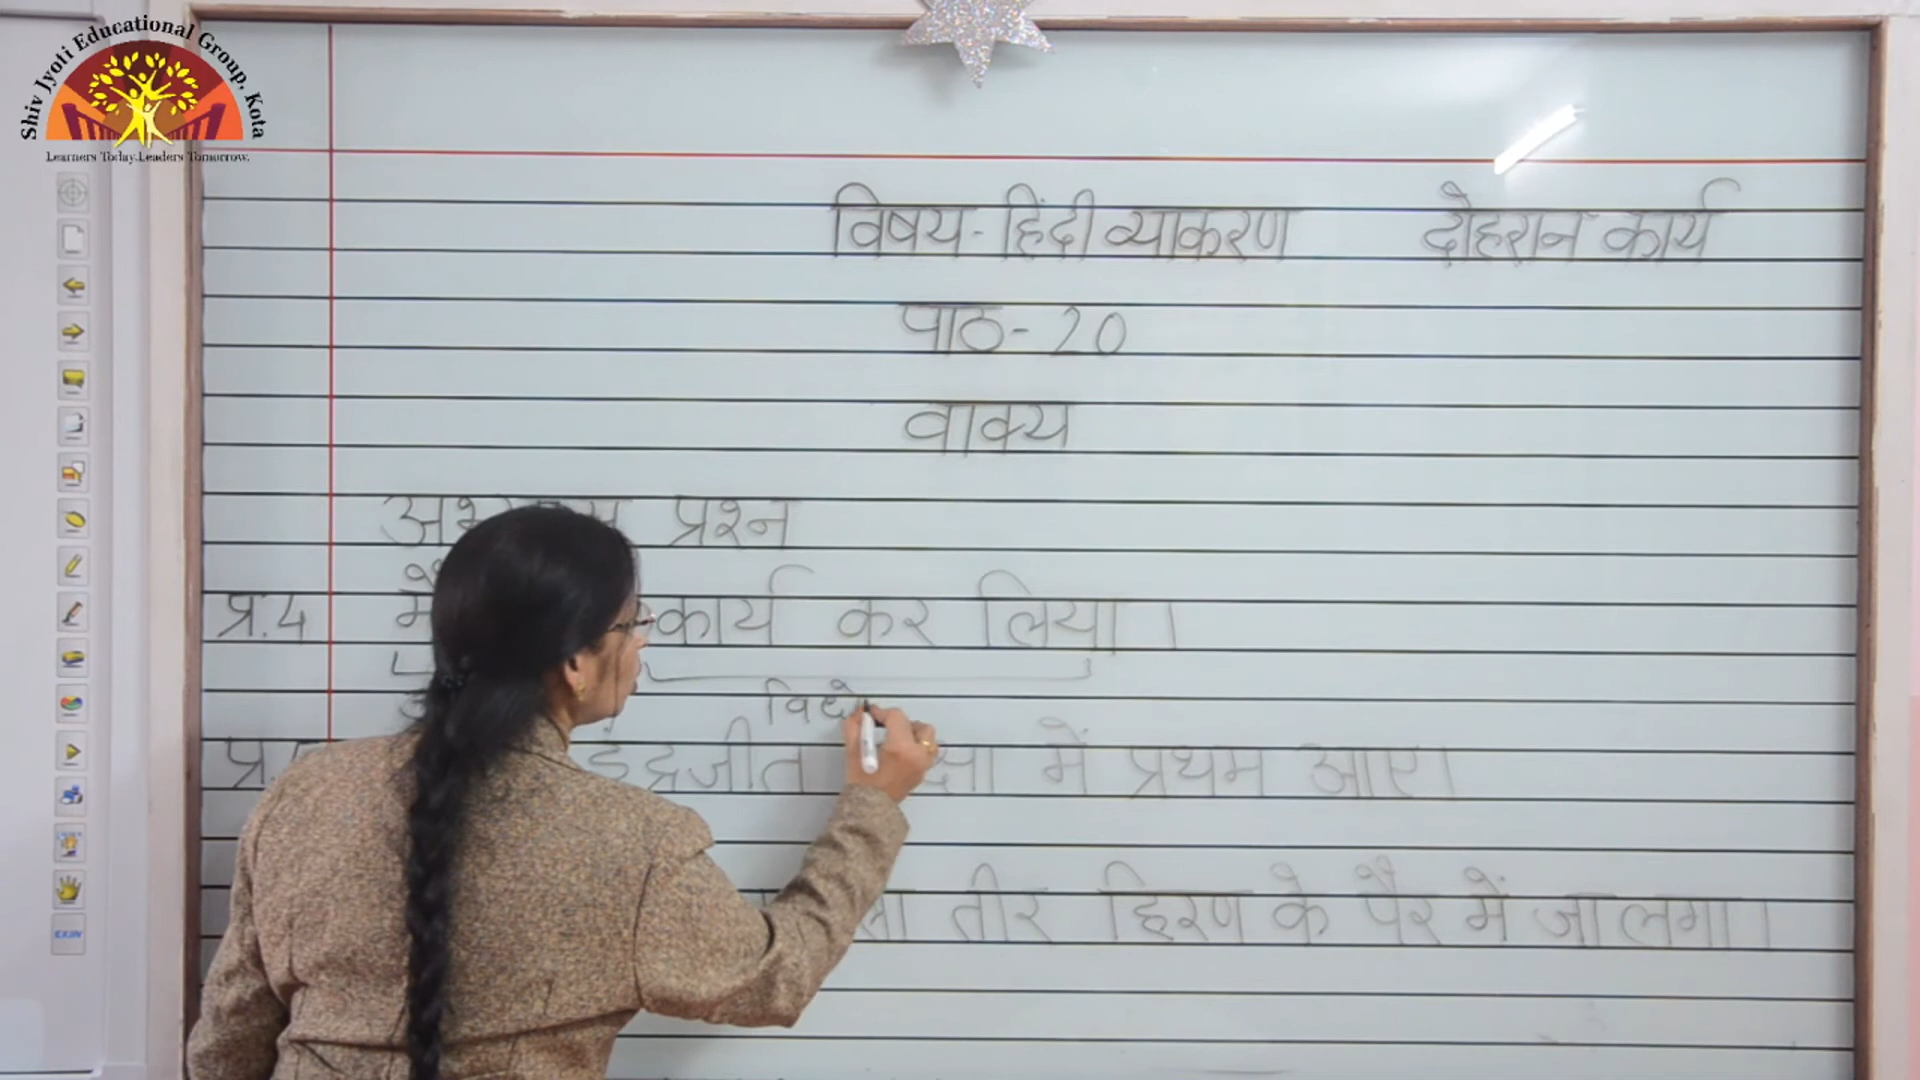 Shiv Jyoti Educational Group, Kota
Learners Today.Leaders Tomorrow.
विषय - हिंदी व्याकरण दोहरान कार्य
पाठ - 20
वाक्य
प्रश्न
प्र.4 कार्य कर लिया।
विधे
इंद्रजीत में प्रथम आए।
तीर हिरण के पैर में जा लगा।